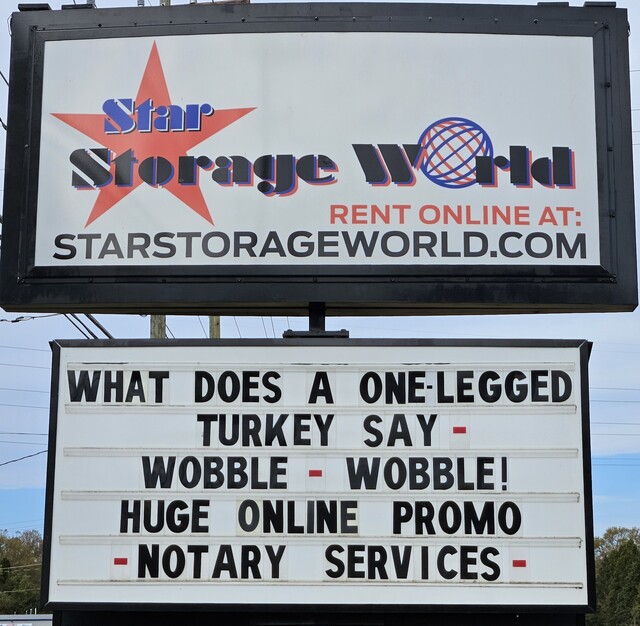 Star
Storage World
RENT ONLINE AT:
STARSTORAGEWORLD.COM
WHAT DOES A ONE-LEGGED
TURKEY SAY -
WOBBLE - WOBBLE!
HUGE ONLINE PROMO
- NOTARY SERVICES -